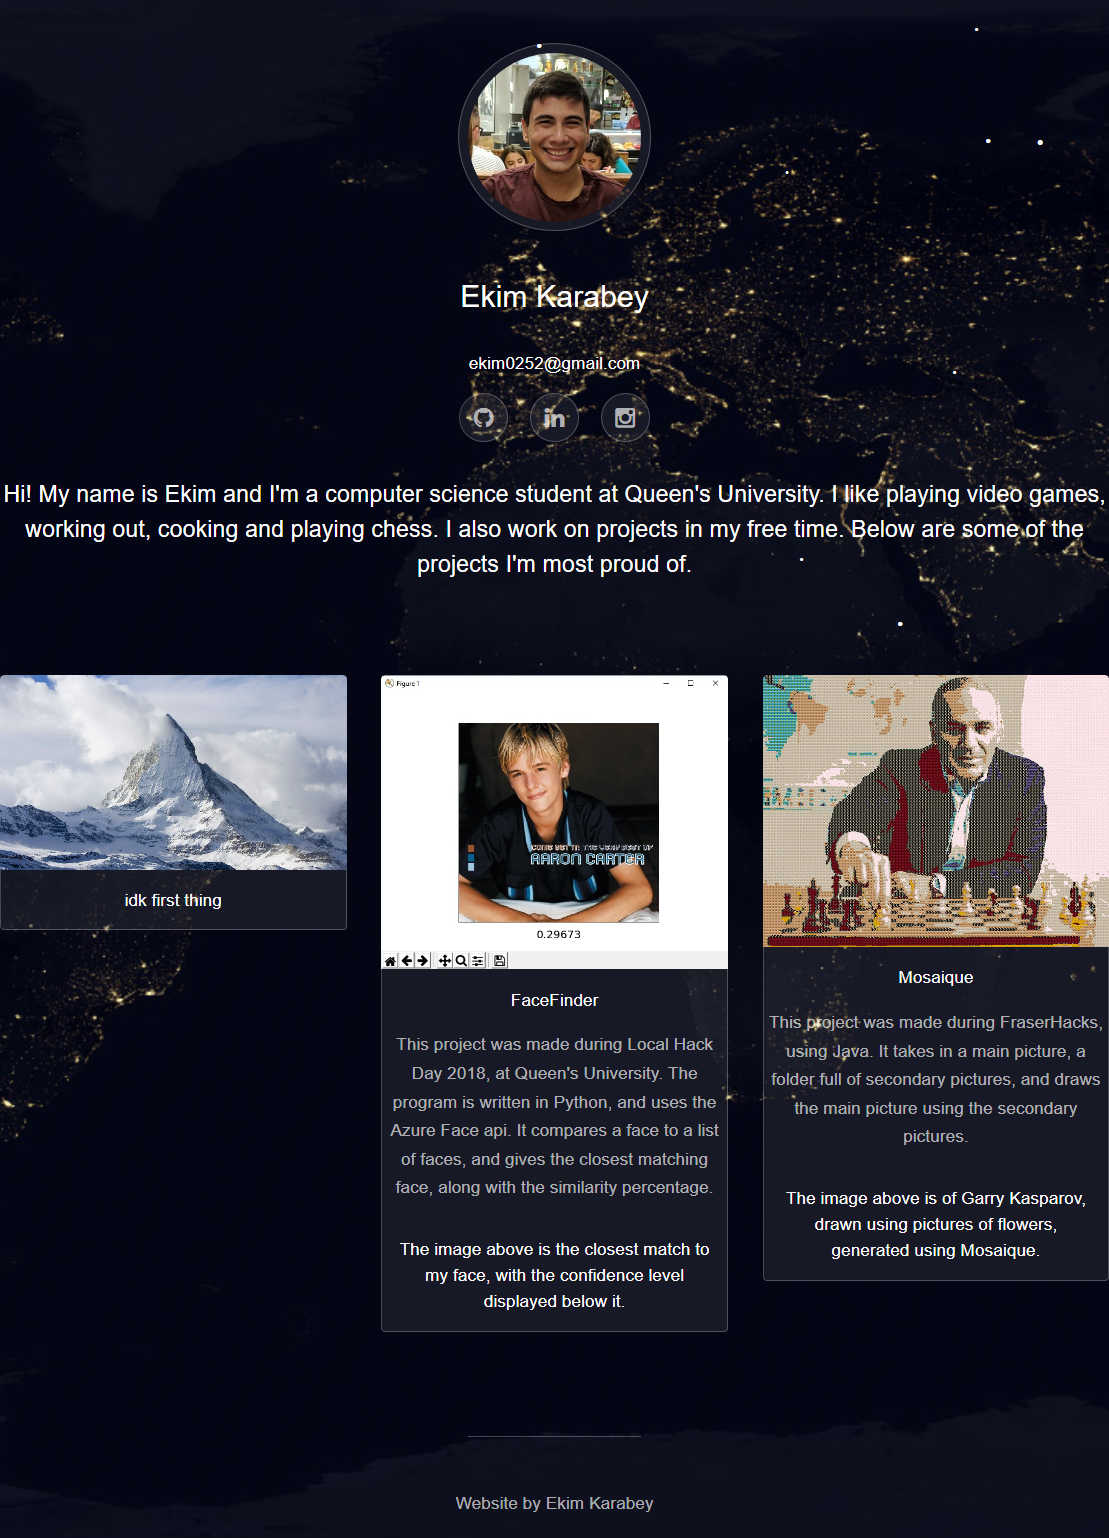 Ekim Karabey
ekim0252@gmail.com
Hi! My name is Ekim and I'm a computer science student at Queen's University. I like playing video games,
working out, cooking and playing chess. I also work on projects in my free time. Below are some of the
projects I'm most proud of.
idk first thing
Figure 1
AARON CARTER
0.29673
FaceFinder
This project was made during Local Hack
Day 2018, at Queen's University. The
program is written in Python, and uses the
Azure Face api. It compares a face to a list
of faces, and gives the closest matching
face, along with the similarity percentage.
The image above is the closest match to
my face, with the confidence level
displayed below it.
Mosaique
This project was made during FraserHacks,
using Java. It takes in a main picture, a
folder full of secondary pictures, and draws
the main picture using the secondary
pictures.
The image above is of Garry Kasparov,
drawn using pictures of flowers,
generated using Mosaique.
Website by Ekim Karabey